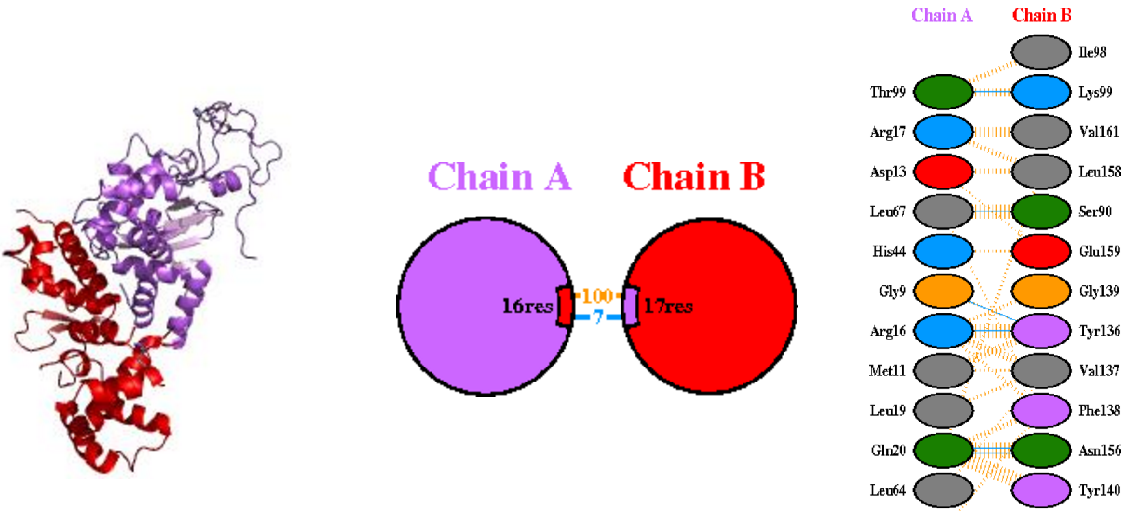 Chain A Chain B
16res 100 17res
7
Chain A Chain B
Ile98
Thr99 Lys99
Arg17 Val161
Asp13 Leu158
Leu67 Ser90
His44 Glu159
Gly9 Gly139
Arg16 Tyr136
Met11 Val137
Leu19 Phe138
Gln20 Asn156
Leu64 Tyr140